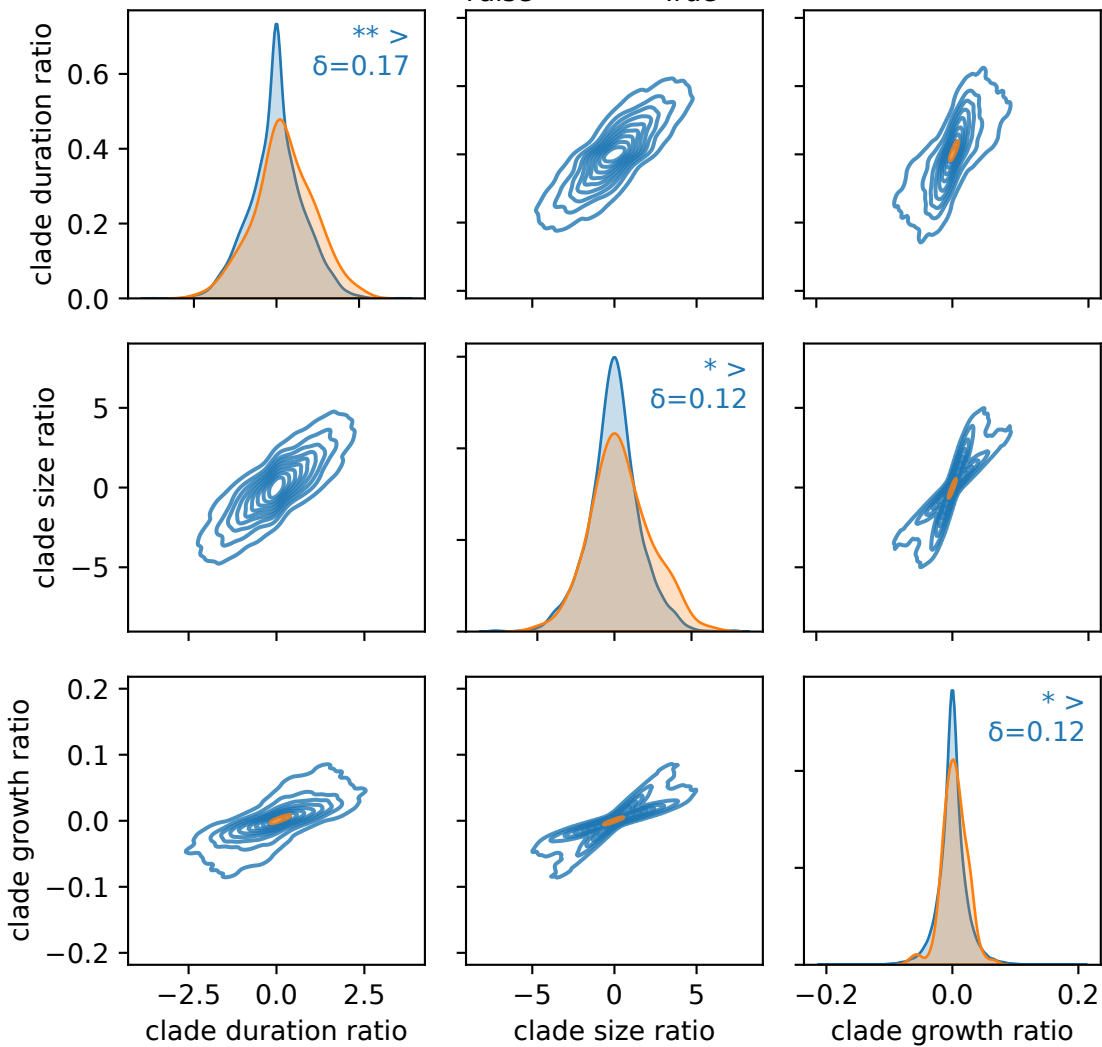 ** >
δ=0.17
clade duration ratio
0.6
0.4
0.2
0.0
* >
δ=0.12
clade size ratio
5
0
−5
* >
δ=0.12
clade growth ratio
0.2
0.1
0.0
−0.1
−0.2
−2.5 0.0 2.5
−5 0 5
−0.2 0.0 0.2
clade duration ratio
clade size ratio
clade growth ratio